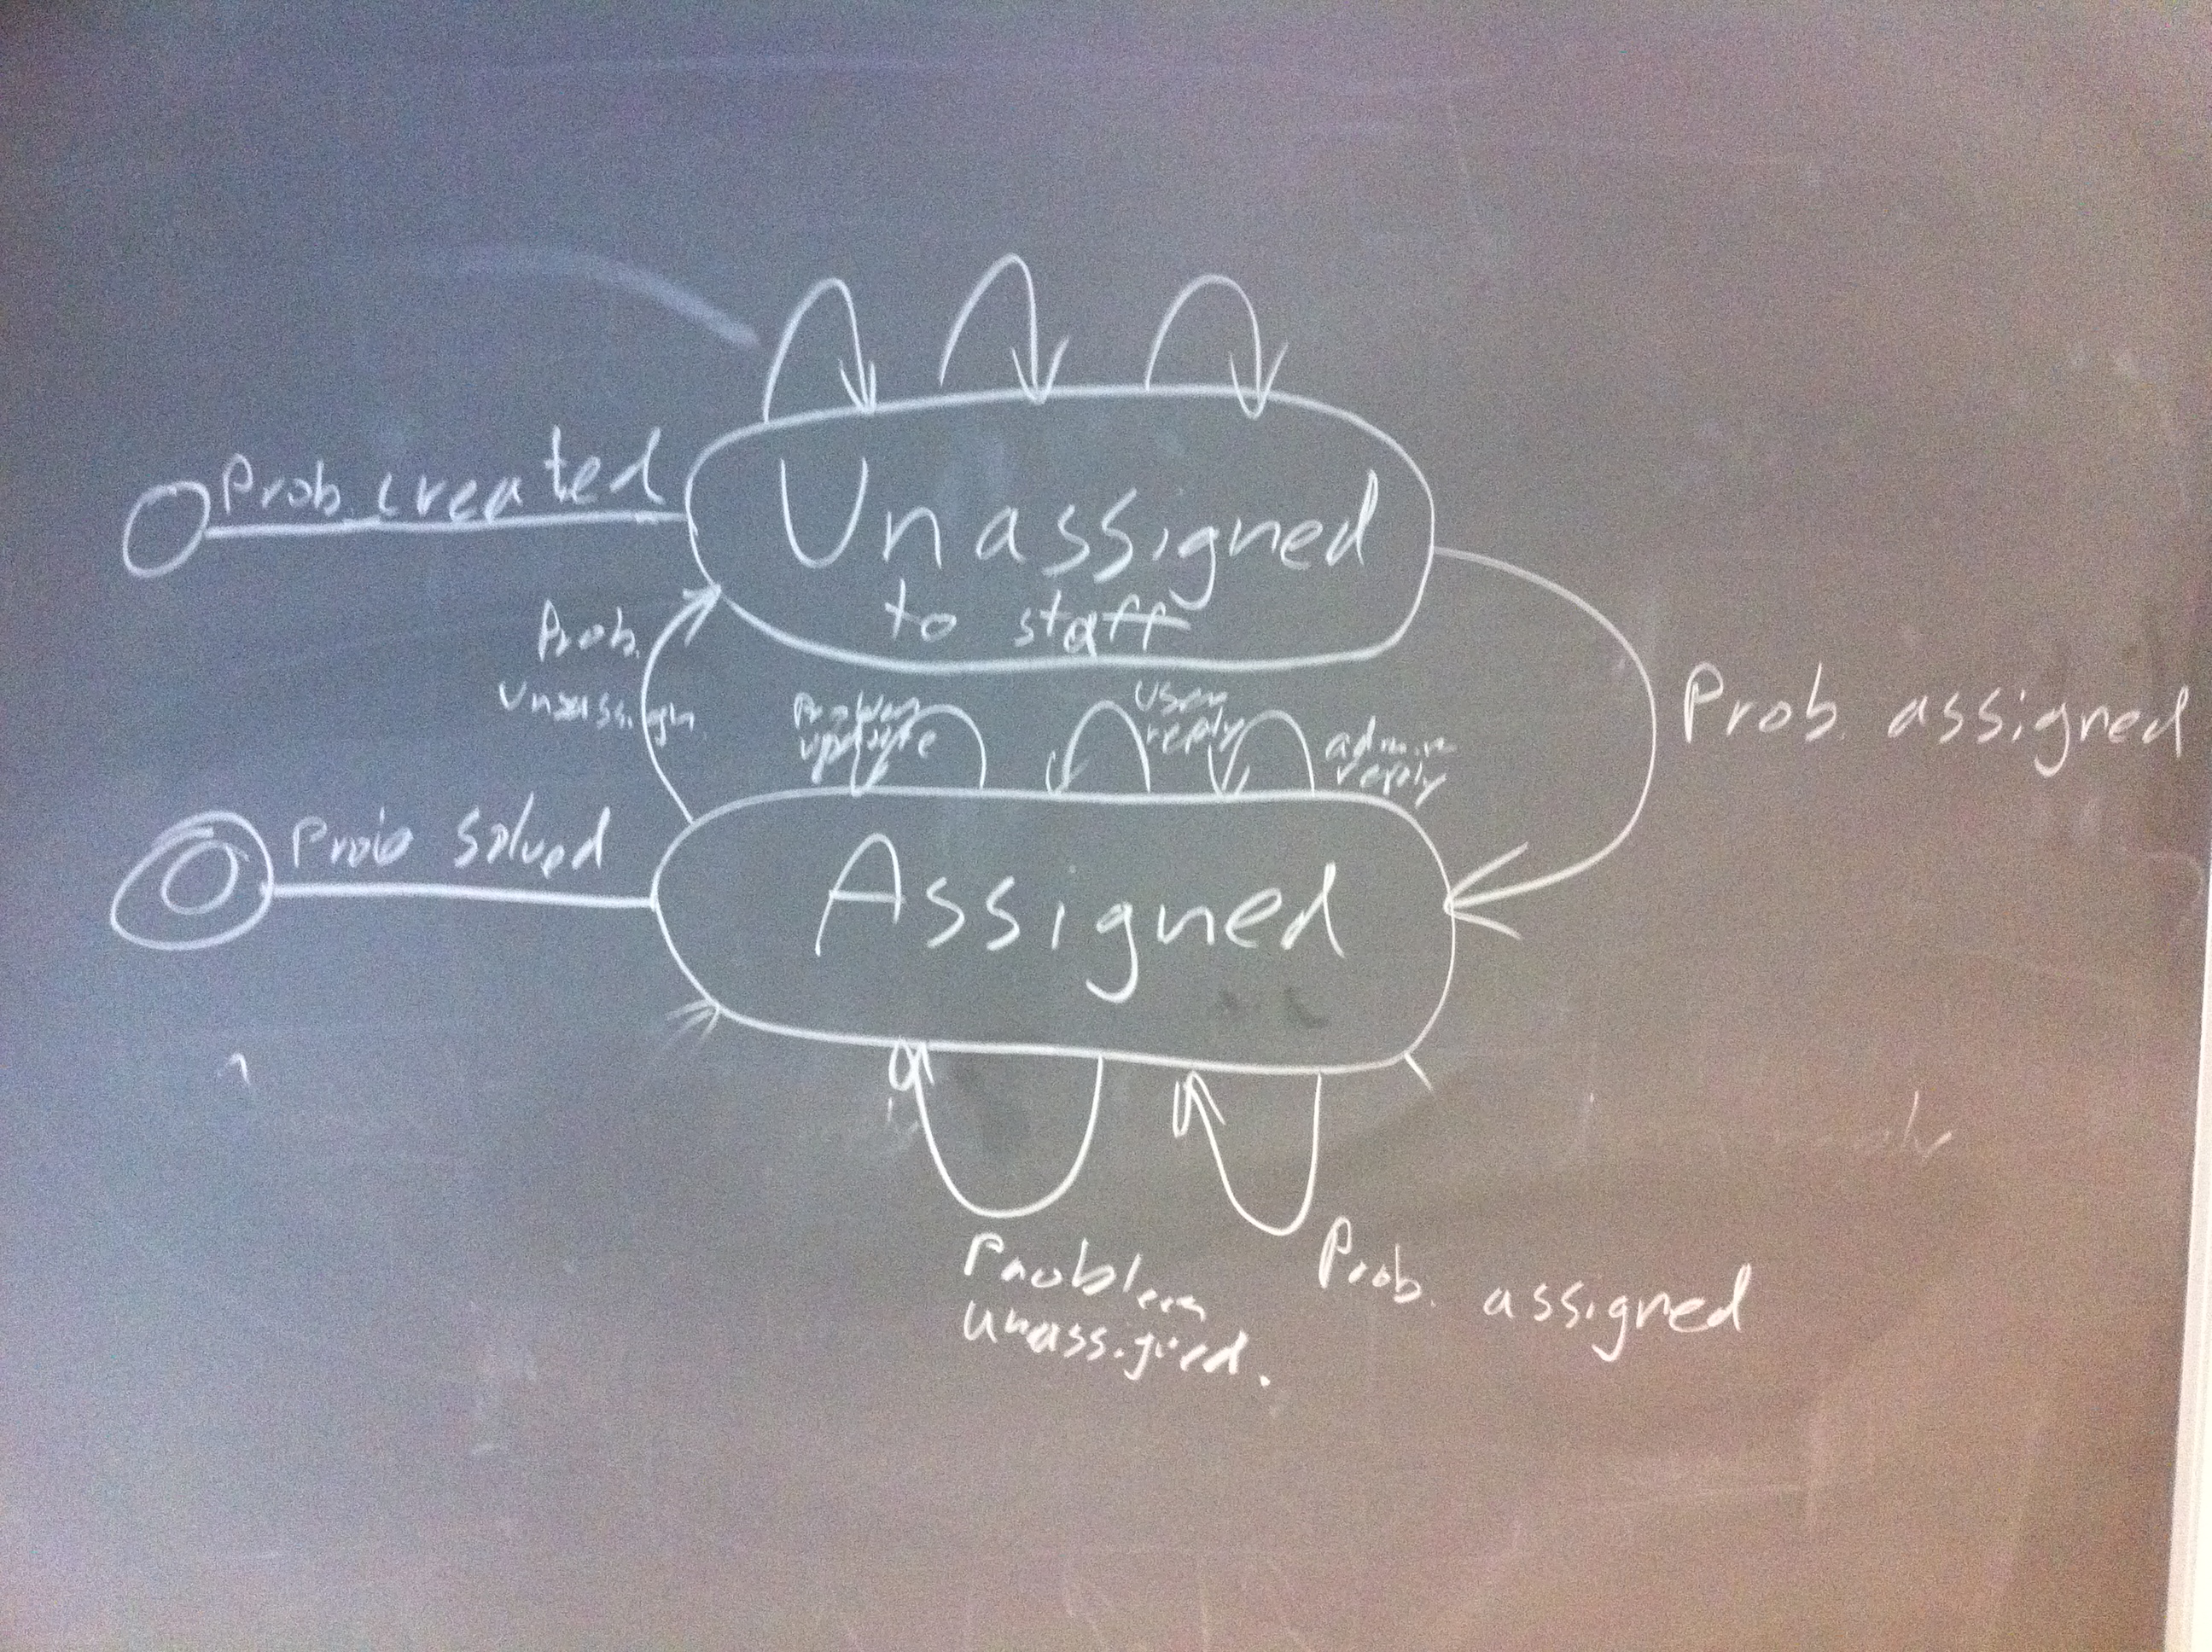 Prob. created
Unassigned
to staff
Prob.
Unassign
Problem
update
User
reply
admin
reply
Prob. assigned
Prob solved
Assigned
Problem
Unassigned.
Prob. assigned